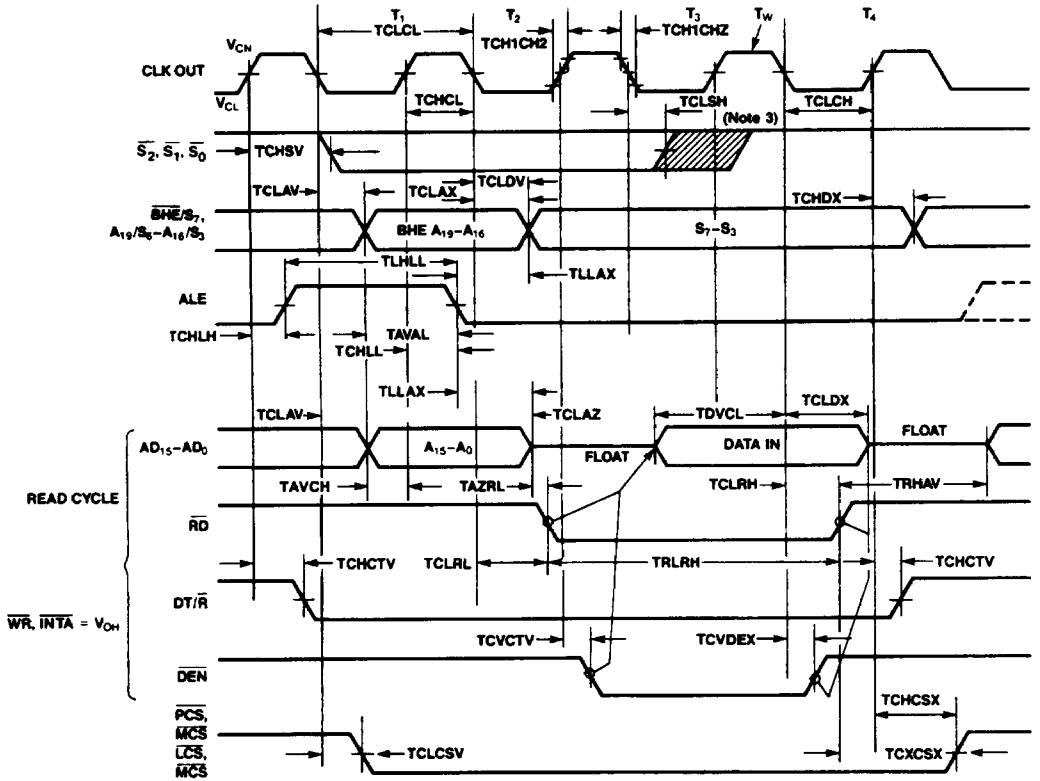 T1 T2 T3 TW T4
TCLCL
TCH1CH2
TCH1CHZ
VCN
CLK OUT
VCL
TCHCL
TCLSH
(Note 3)
TCLCH
S2, S1, S0
TCHSV
TCLAV TCLAX TCLDV TCHDX
BHE/S7,
A19/S6–A16/S3
BHE A19–A16
S7–S3
TLHLL
TLLAX
ALE
TCHLH
TAVAL
TCHLL
TLLAX
TCLAV
TCLAZ
TDVCL
TCLDX
AD15–AD0
A15–A0
FLOAT
DATA IN
FLOAT
TAVCH
TAZRL
TCLRH
TRHAV
READ CYCLE
RD
TCHCTV
TCLRL
TRLRH
TCHCTV
DT/R
WR, INTA = VOH
TCVCTV
TCVDEX
DEN
TCHCSX
PCS,
MCS
LCS,
MCS
TCLCSV
TCXCSX